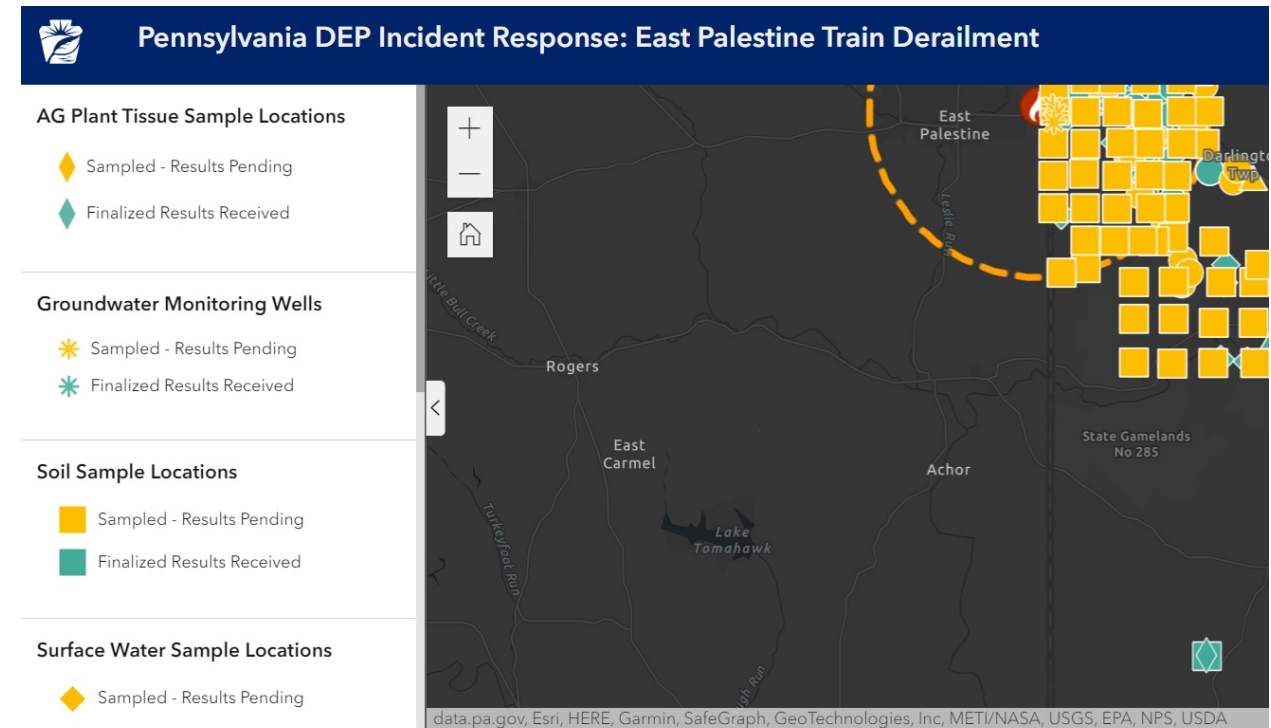 Pennsylvania DEP Incident Response: East Palestine Train Derailment
AG Plant Tissue Sample Locations
Sampled - Results Pending
Finalized Results Received
Groundwater Monitoring Wells
Sampled - Results Pending
Finalized Results Received
Soil Sample Locations
Sampled - Results Pending
Finalized Results Received
Surface Water Sample Locations
Sampled - Results Pending
+
−
<
East
Palestine
Darlingt
Twp
Leslie Run
Little Bull Creek
Rogers
East
Carmel
Achor
State Gamelands
No 285
Turkeyfoot Run
Lake
Tomahawk
gh Run
data.pa.gov, Esri, HERE, Garmin, SafeGraph, GeoTechnologies, Inc, METI/NASA, USGS, EPA, NPS, USDA